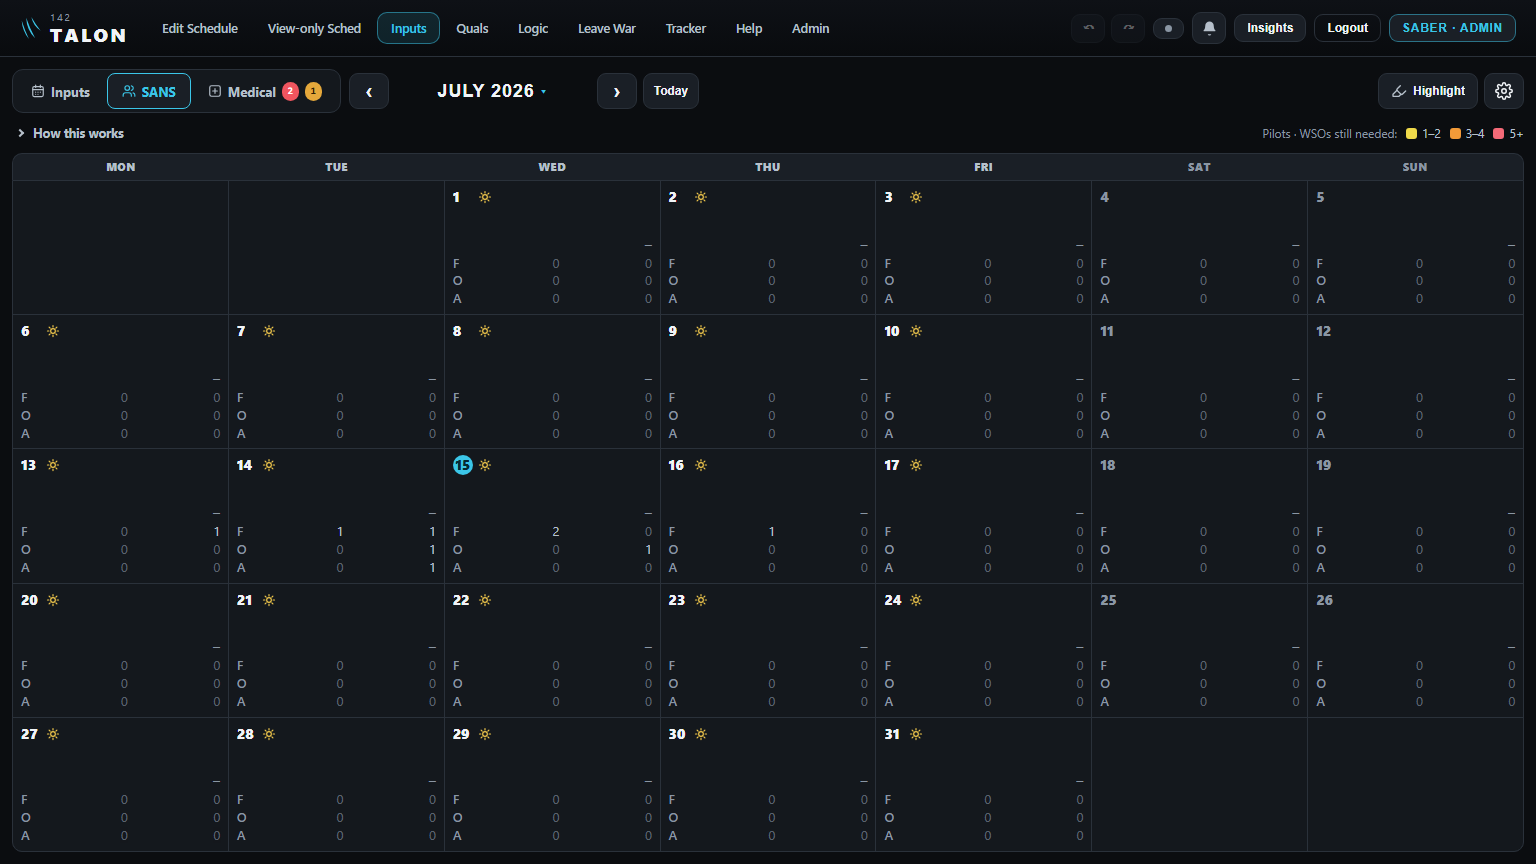 142
TALON
Edit Schedule
View-only Sched
Inputs
Quals
Logic
Leave War
Tracker
Help
Admin
Insights
Logout
SABER · ADMIN
Inputs
SANS
Medical 2 1
‹
JULY 2026
›
Today
Highlight
How this works
Pilots · WSOs still needed: 1–2 3–4 5+
MON TUE WED THU FRI SAT SUN
1 2 3 4 5
– – – – –
F 0 0 F 0 0 F 0 0 F 0 0 F 0 0
O 0 0 O 0 0 O 0 0 O 0 0 O 0 0
A 0 0 A 0 0 A 0 0 A 0 0 A 0 0
6 7 8 9 10 11 12
– – – – – – –
F 0 0 F 0 0 F 0 0 F 0 0 F 0 0 F 0 0 F 0 0
O 0 0 O 0 0 O 0 0 O 0 0 O 0 0 O 0 0 O 0 0
A 0 0 A 0 0 A 0 0 A 0 0 A 0 0 A 0 0 A 0 0
13 14 15 16 17 18 19
– – – – – – –
F 0 1 F 1 1 F 2 0 F 1 0 F 0 0 F 0 0 F 0 0
O 0 0 O 0 1 O 0 1 O 0 0 O 0 0 O 0 0 O 0 0
A 0 0 A 0 1 A 0 0 A 0 0 A 0 0 A 0 0 A 0 0
20 21 22 23 24 25 26
– – – – – – –
F 0 0 F 0 0 F 0 0 F 0 0 F 0 0 F 0 0 F 0 0
O 0 0 O 0 0 O 0 0 O 0 0 O 0 0 O 0 0 O 0 0
A 0 0 A 0 0 A 0 0 A 0 0 A 0 0 A 0 0 A 0 0
27 28 29 30 31
– – – – –
F 0 0 F 0 0 F 0 0 F 0 0 F 0 0
O 0 0 O 0 0 O 0 0 O 0 0 O 0 0
A 0 0 A 0 0 A 0 0 A 0 0 A 0 0